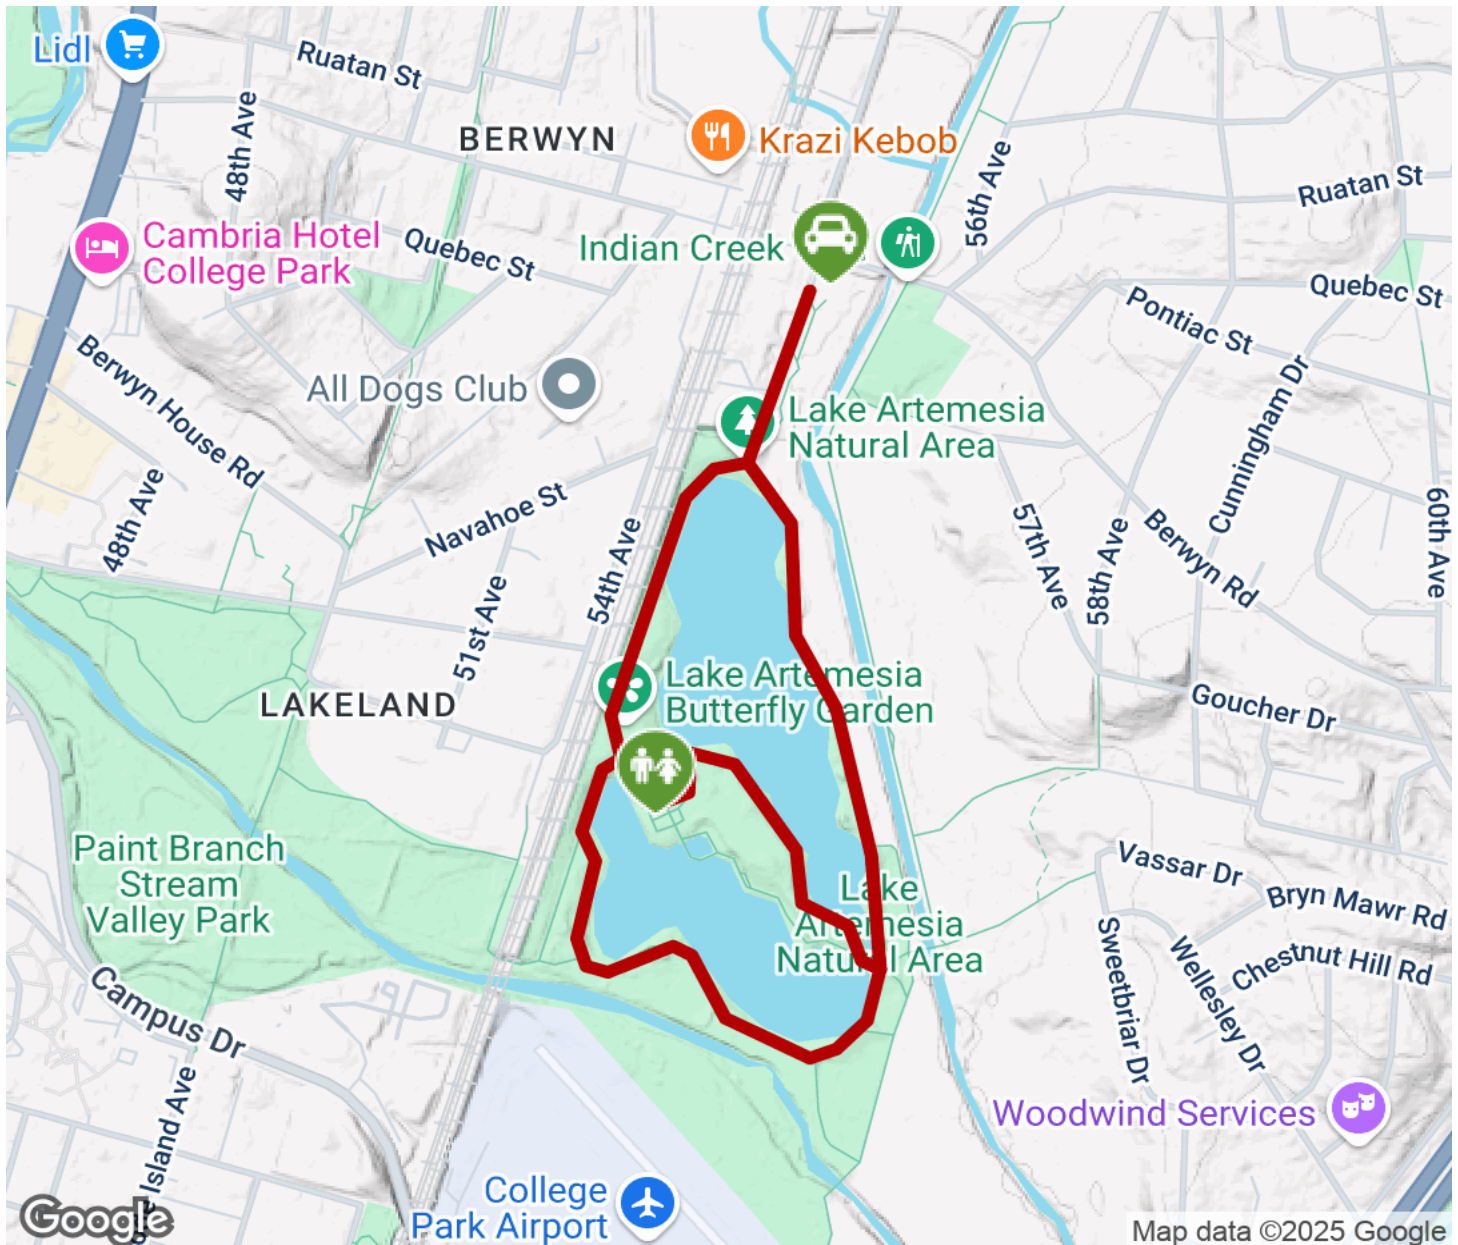 Lidl
Ruatan St
48th Ave
BERWYN
Krazi Kebob
56th Ave
Ruatan St
Cambria Hotel
College Park
Quebec St
Indian Creek
Quebec St
Pontiac St
Berwyn House Rd
All Dogs Club
Lake Artemesia
Natural Area
Cunningham Dr
48th Ave
Navahoe St
54th Ave
57th Ave
58th Ave
Berwyn Rd
60th Ave
51st Ave
LAKELAND
Lake Artemesia
Butterfly Garden
Goucher Dr
Paint Branch
Stream
Valley Park
Lake
Artemesia
Natural Area
Vassar Dr
Bryn Mawr Rd
Sweetbriar Dr
Wellesley Dr
Chestnut Hill Rd
Campus Dr
Island Ave
Woodwind Services
College
Park Airport
Google
Map data ©2025 Google